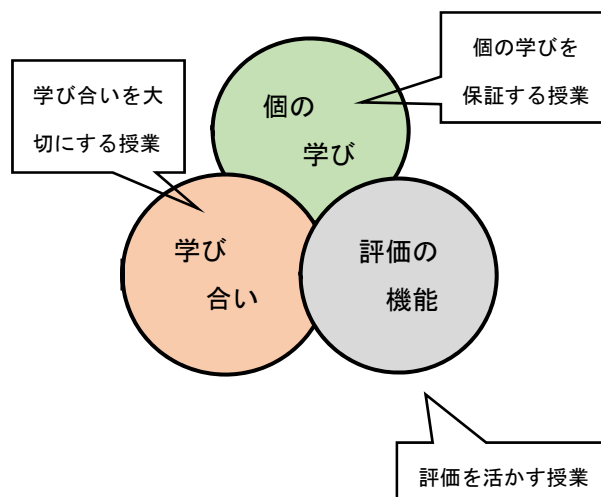 個の学びを
保証する授業
学び合いを大
切にする授業
個の
学び
学び
合い
評価の
機能
評価を活かす授業